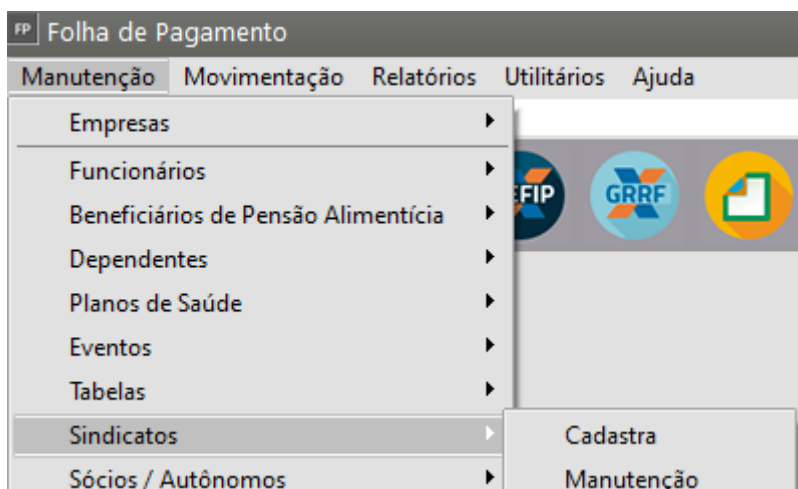 FP Folha de Pagamento
Manutenção Movimentação Relatórios Utilitários Ajuda
Empresas
Funcionários
EFIP GRRF
Beneficiários de Pensão Alimentícia
Dependentes
Planos de Saúde
Eventos
Tabelas
Sindicatos Cadastra
Sócios / Autônomos Manutenção